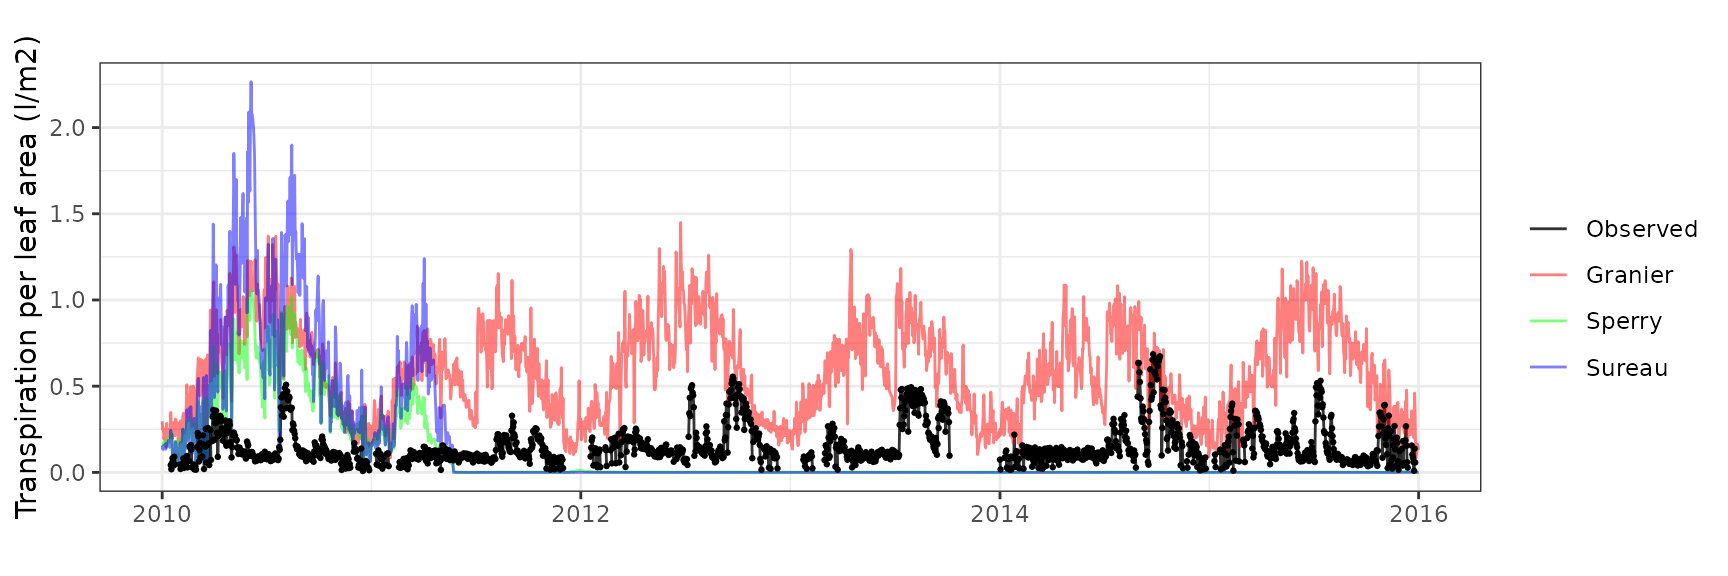 Transpiration per leaf area (l/m2)
2.0
1.5
1.0
0.5
0.0
2010
2012
2014
2016
Observed
Granier
Sperry
Sureau